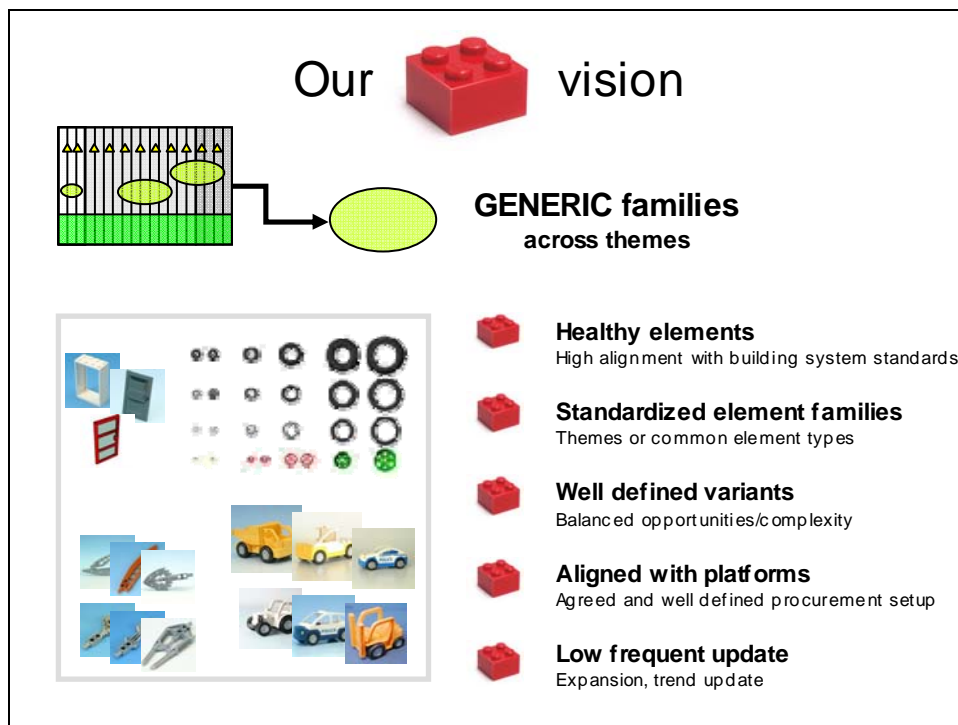 Our vision
GENERIC families
across themes
Healthy elements
High alignment with building system standards
Standardized element families
Themes or common element types
Well defined variants
Balanced opportunities/complexity
Aligned with platforms
Agreed and well defined procurement setup
Low frequent update
Expansion, trend update